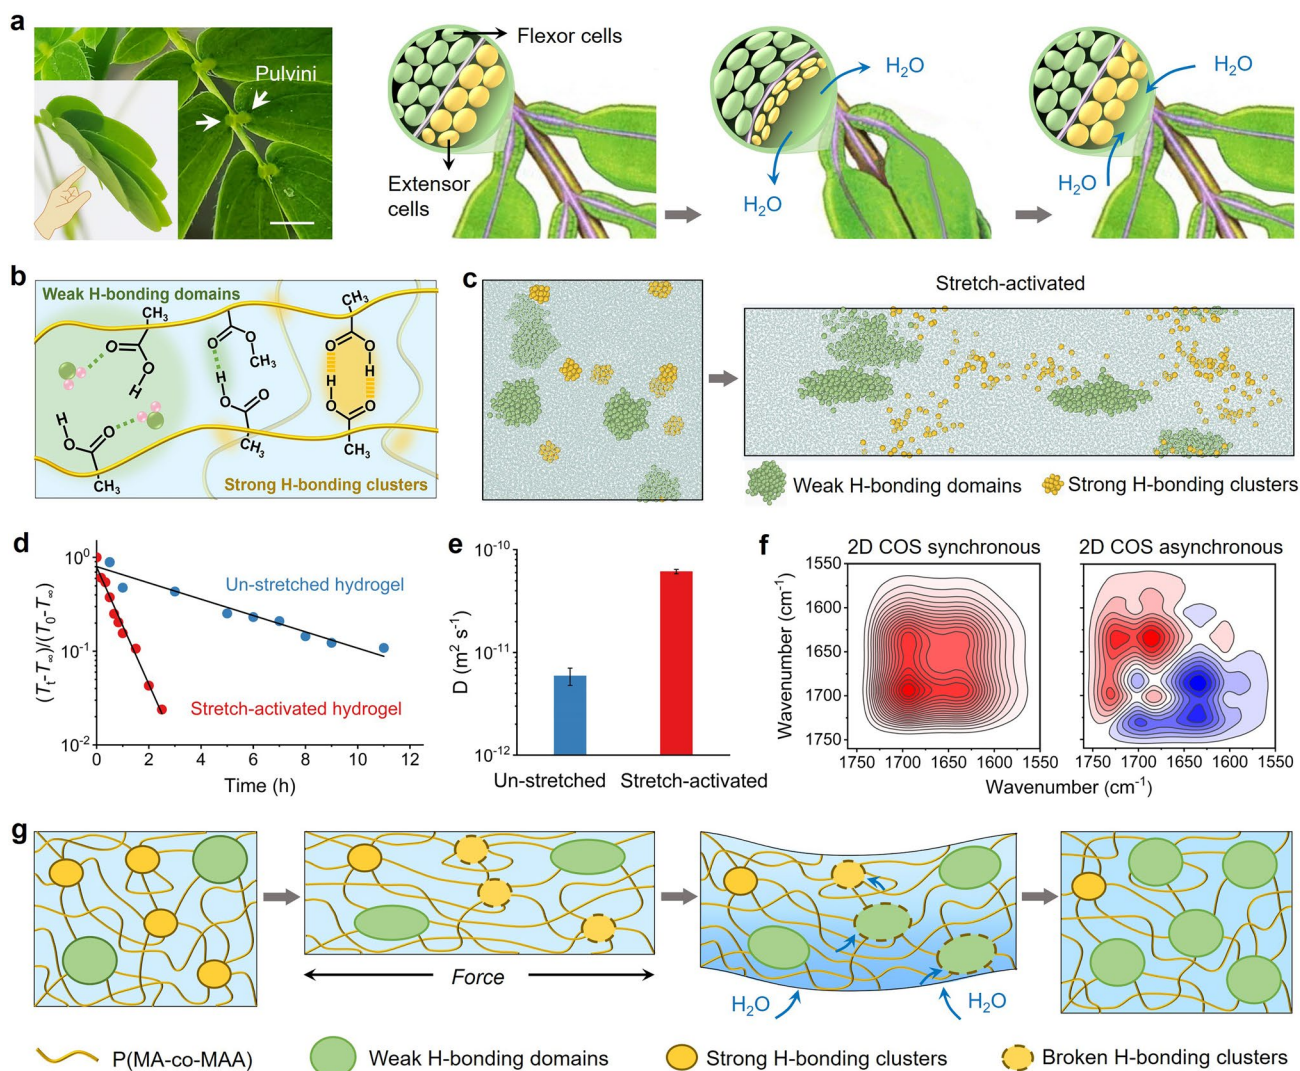 a
Pulvini
Flexor cells
Extensor
cells
H₂O
H₂O
H₂O
H₂O
b
Weak H-bonding domains
CH₃
O
O
H
O
O
CH₃
CH₃
O
O
H
H
O
O
CH₃
H
O
O
CH₃
H
O
O
CH₃
Strong H-bonding clusters
c
Stretch-activated
Weak H-bonding domains
Strong H-bonding clusters
d
(Tₜ-T∞)/(T₀-T∞)
10⁰
10⁻¹
10⁻²
Un-stretched hydrogel
Stretch-activated hydrogel
0 2 4 6 8 10 12
Time (h)
e
D (m² s⁻¹)
10⁻¹⁰
10⁻¹¹
10⁻¹²
Un-stretched Stretch-activated
f
2D COS synchronous 2D COS asynchronous
Wavenumber (cm⁻¹)
1550
1600
1650
1700
1750
1750 1700 1650 1600 1550
1750 1700 1650 1600 1550
Wavenumber (cm⁻¹)
g
Force
H₂O
H₂O
P(MA-co-MAA)
Weak H-bonding domains
Strong H-bonding clusters
Broken H-bonding clusters